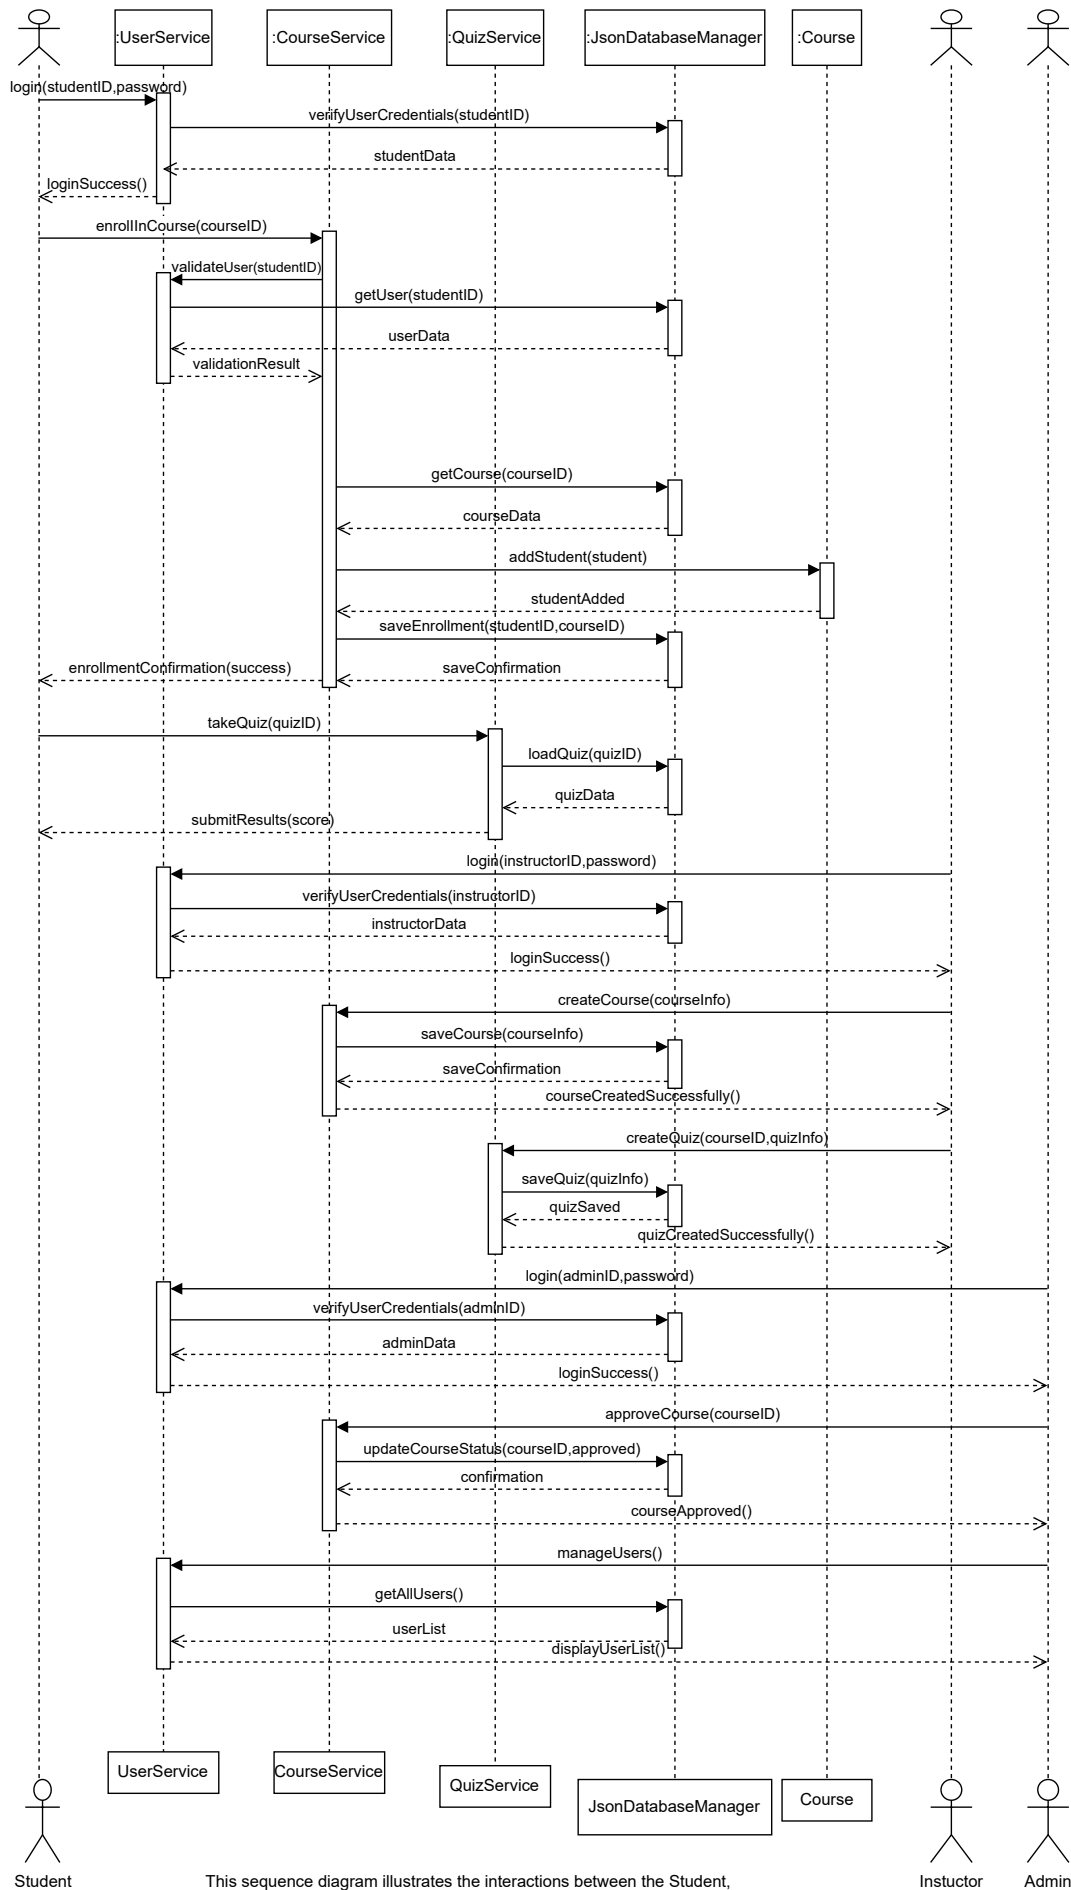 :UserService
:CourseService
:QuizService
:JsonDatabaseManager
:Course
login(studentID,password)
verifyUserCredentials(studentID)
studentData
loginSuccess()
enrollInCourse(courseID)
validateUser(studentID)
getUser(studentID)
userData
validationResult
getCourse(courseID)
courseData
addStudent(student)
studentAdded
saveEnrollment(studentID,courseID)
enrollmentConfirmation(success)
saveConfirmation
takeQuiz(quizID)
loadQuiz(quizID)
quizData
submitResults(score)
login(instructorID,password)
verifyUserCredentials(instructorID)
instructorData
loginSuccess()
createCourse(courseInfo)
saveCourse(courseInfo)
saveConfirmation
courseCreatedSuccessfully()
createQuiz(courseID,quizInfo)
saveQuiz(quizInfo)
quizSaved
quizCreatedSuccessfully()
login(adminID,password)
verifyUserCredentials(adminID)
adminData
loginSuccess()
approveCourse(courseID)
updateCourseStatus(courseID,approved)
confirmation
courseApproved()
manageUsers()
getAllUsers()
userList
displayUserList()
UserService
CourseService
QuizService
JsonDatabaseManager
Course
Student
This sequence diagram illustrates the interactions between the Student,
Instuctor
Admin